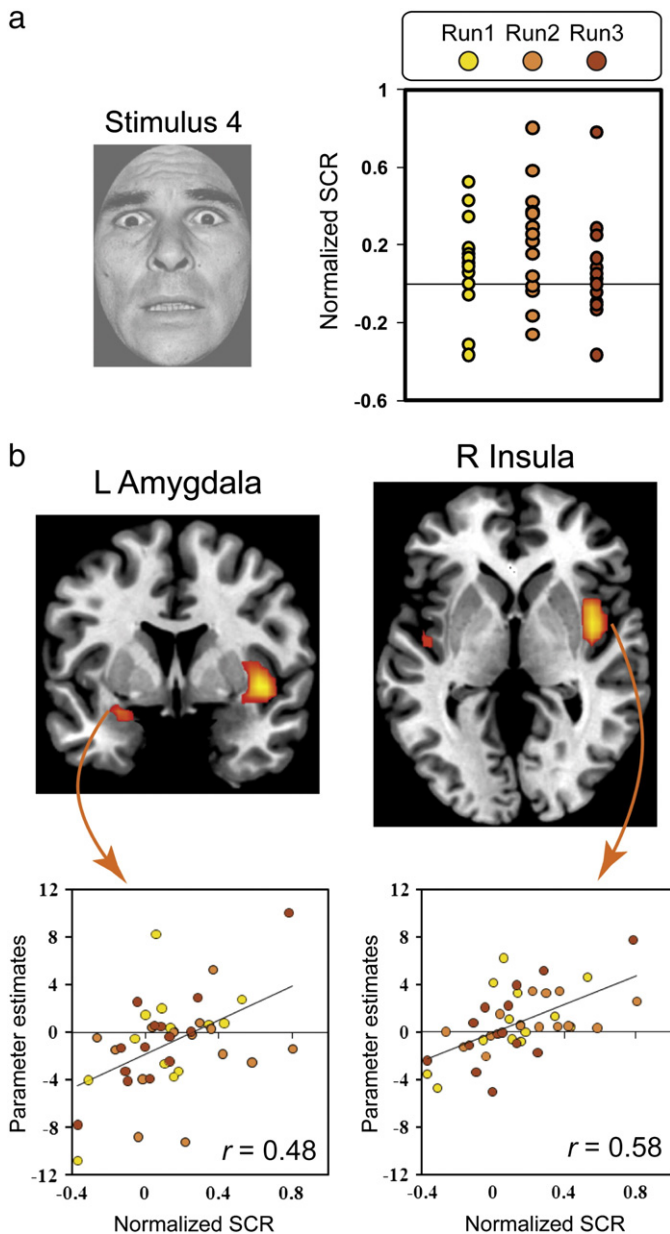 a
Run1 Run2 Run3
Stimulus 4
Normalized SCR
1
0.6
0.2
-0.2
-0.6
b
L Amygdala
R Insula
Parameter estimates
12
8
4
0
-4
-8
-12
-0.4 0 0.4 0.8
Normalized SCR
r = 0.48
Parameter estimates
12
8
4
0
-4
-8
-12
-0.4 0 0.4 0.8
Normalized SCR
r = 0.58